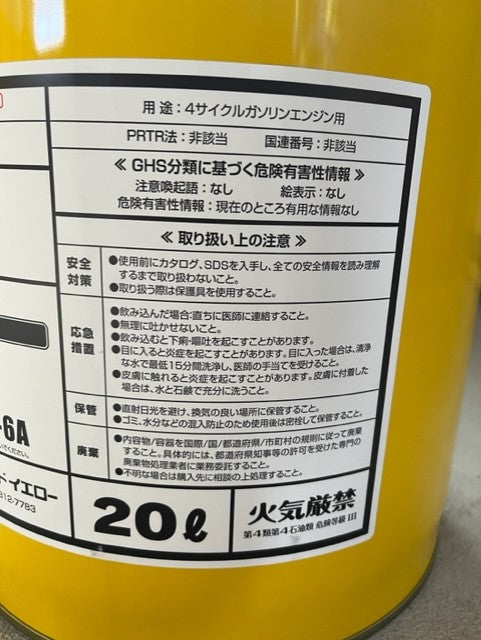 用途：4サイクルガソリンエンジン用
PRTR法：非該当　国連番号：非該当
≪ GHS分類に基づく危険有害性情報 ≫
注意喚起語：なし　絵表示：なし
危険有害性情報：現在のところ有用な情報なし
≪ 取り扱い上の注意 ≫
安全対策
●使用前にカタログ、SDSを入手し、全ての安全情報を読み理解
するまで取り扱わないこと。
●取り扱う際は保護具を使用すること。
応急措置
●飲み込んだ場合：直ちに医師に連絡すること。
●無理に吐かせないこと。
●飲み込むと下痢・嘔吐を起こすことがあります。
●目に入ると炎症を起こすことがあります。目に入った場合は、清浄
な水で最低15分間洗浄し、医師の手当てを受けること。
●皮膚に触れると炎症を起こすことがあります。皮膚に付着した
場合は、水と石鹸で充分に洗うこと。
保管
●直射日光を避け、換気の良い場所に保管すること。
●ゴミ、水分などの混入防止のため使用後は密栓して保管すること。
廃棄
●内容物/容器を国際/国/都道府県/市町村の規則に従って廃棄
すること。具体的には、都道府県知事等の許可を受けた専門の
廃棄物処理業者に業務委託すること。
●不明な場合は購入先に相談の上処理すること。
-6A
ください。
ドイエロー
312-7783
20ℓ
火気厳禁
第4類第4石油類 危険等級 III